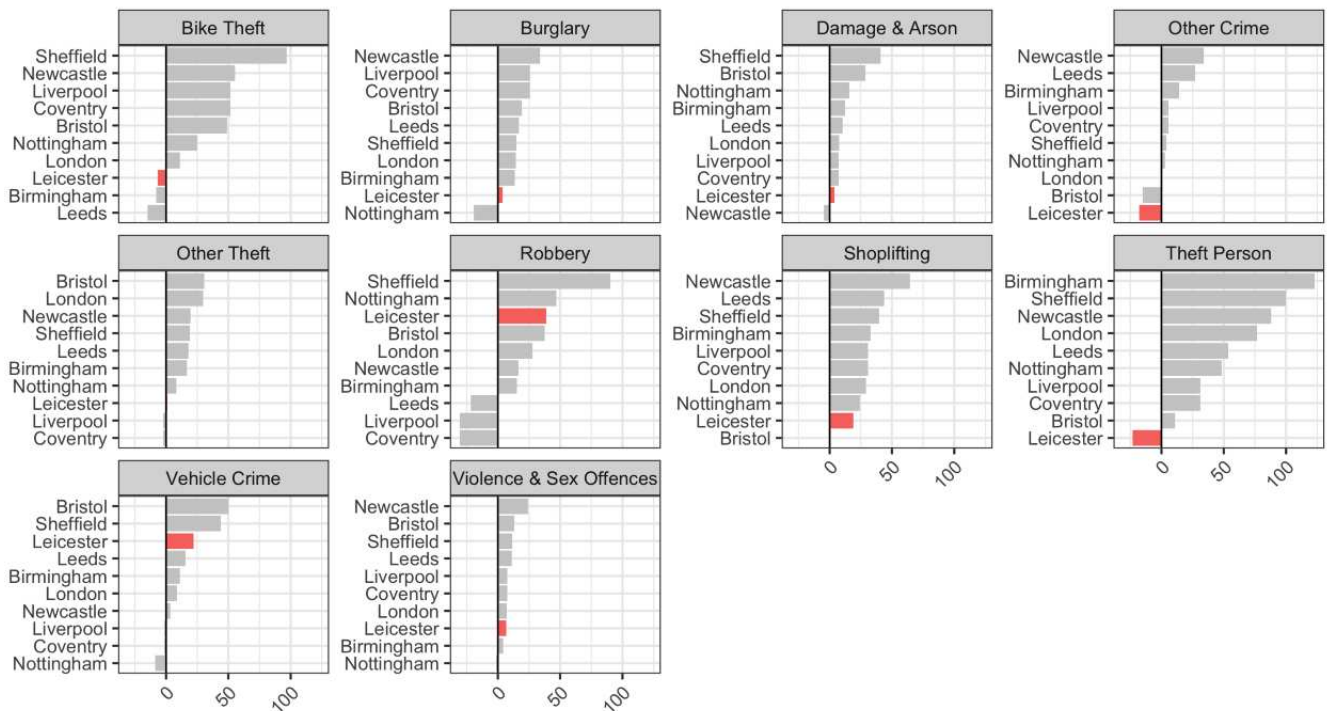 Bike Theft
Sheffield
Newcastle
Liverpool
Coventry
Bristol
Nottingham
London
Leicester
Birmingham
Leeds
Burglary
Newcastle
Liverpool
Coventry
Bristol
Leeds
Sheffield
London
Birmingham
Leicester
Nottingham
Damage & Arson
Sheffield
Bristol
Nottingham
Birmingham
Leeds
London
Liverpool
Coventry
Leicester
Newcastle
Other Crime
Newcastle
Leeds
Birmingham
Liverpool
Coventry
Sheffield
Nottingham
London
Bristol
Leicester
Other Theft
Bristol
London
Newcastle
Sheffield
Leeds
Birmingham
Nottingham
Leicester
Liverpool
Coventry
Robbery
Sheffield
Nottingham
Leicester
Bristol
London
Newcastle
Birmingham
Leeds
Liverpool
Coventry
Shoplifting
Newcastle
Leeds
Sheffield
Birmingham
Liverpool
Coventry
London
Nottingham
Leicester
Bristol
0 50 100
Theft Person
Birmingham
Sheffield
Newcastle
London
Leeds
Nottingham
Liverpool
Coventry
Bristol
Leicester
0 50 100
Vehicle Crime
Bristol
Sheffield
Leicester
Leeds
Birmingham
London
Newcastle
Liverpool
Coventry
Nottingham
0 50 100
Violence & Sex Offences
Newcastle
Bristol
Sheffield
Leeds
Liverpool
Coventry
London
Leicester
Birmingham
Nottingham
0 50 100